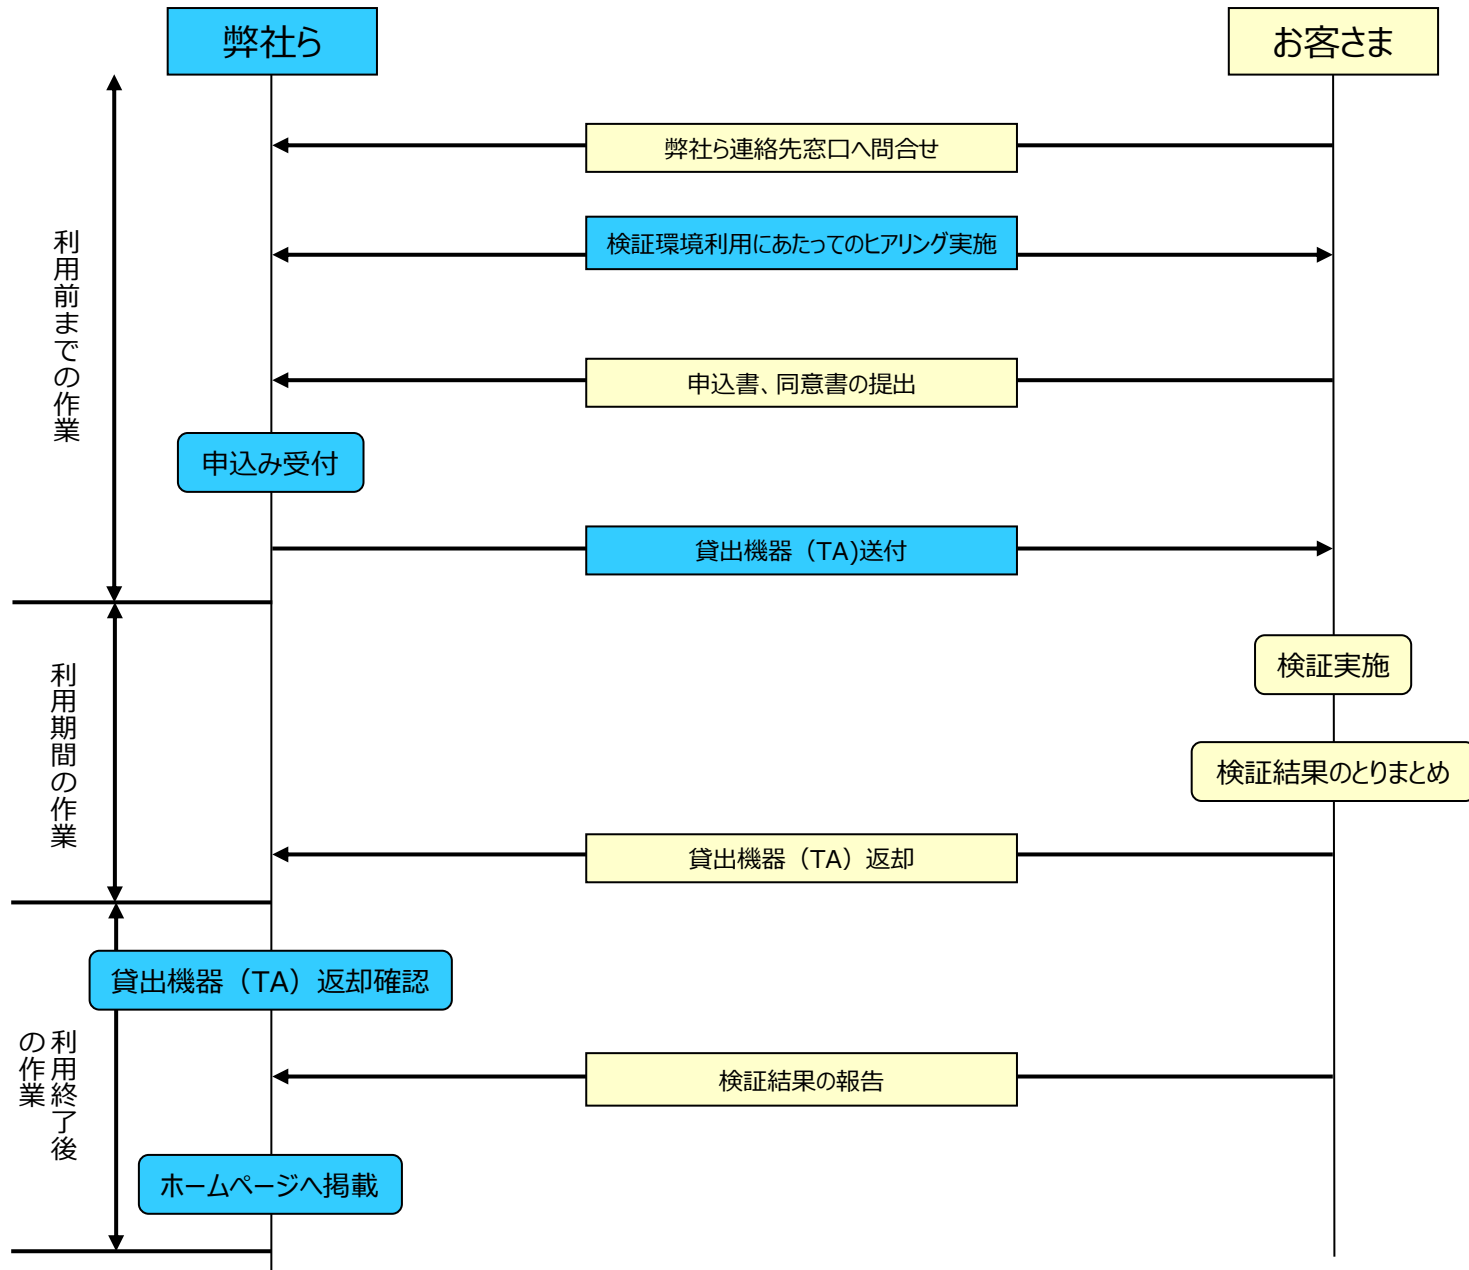 弊社ら
お客さま
弊社ら連絡先窓口へ問合せ
検証環境利用にあたってのヒアリング実施
利用前までの作業
申込書、同意書の提出
申込み受付
貸出機器（TA)送付
検証実施
利用期間の作業
検証結果のとりまとめ
貸出機器（TA）返却
貸出機器（TA）返却確認
利用終了後
の作業
検証結果の報告
ホームページへ掲載